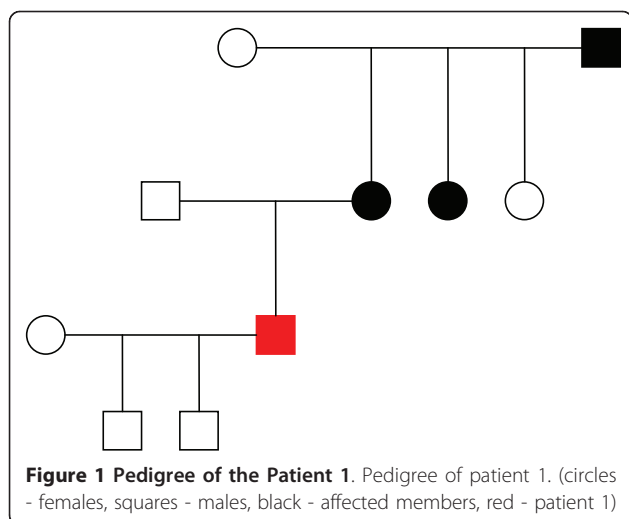 Figure 1 Pedigree of the Patient 1. Pedigree of patient 1. (circles
- females, squares - males, black - affected members, red - patient 1)